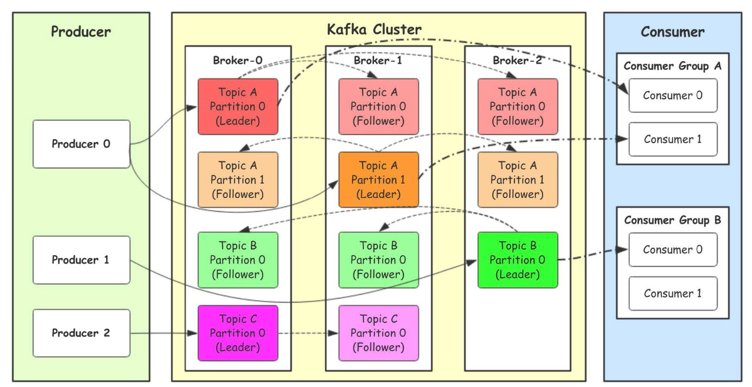 Producer
Kafka Cluster
Consumer
Broker-0
Broker-1
Broker-2
Consumer Group A
Topic A
Partition 0
(Leader)
Topic A
Partition 0
(Follower)
Topic A
Partition 0
(Follower)
Consumer 0
Producer 0
Consumer 1
Topic A
Partition 1
(Follower)
Topic A
Partition 1
(Leader)
Topic A
Partition 1
(Follower)
Consumer Group B
Producer 1
Topic B
Partition 0
(Follower)
Topic B
Partition 0
(Follower)
Topic B
Partition 0
(Leader)
Consumer 0
Consumer 1
Producer 2
Topic C
Partition 0
(Leader)
Topic C
Partition 0
(Follower)